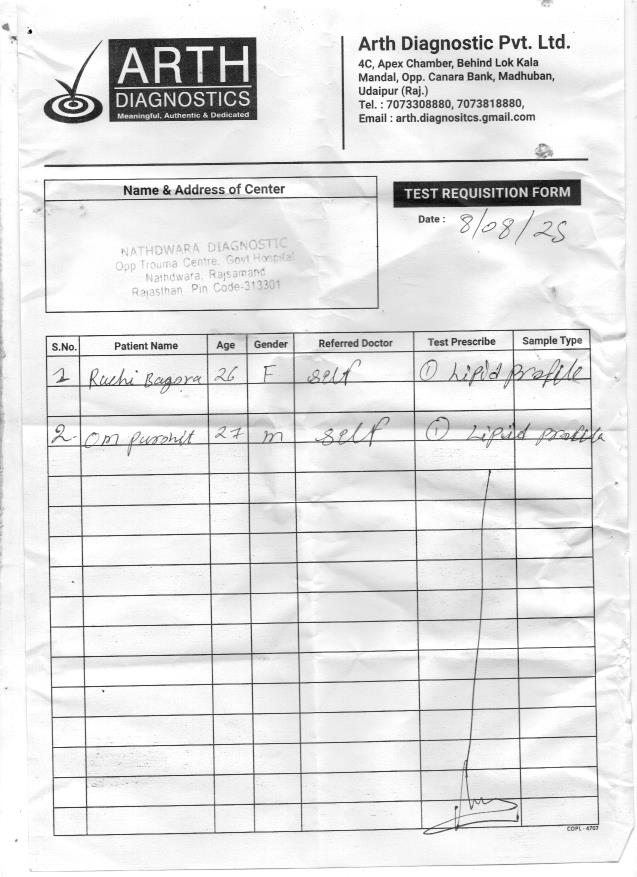 ARTH
DIAGNOSTICS
Meaningful, Authentic & Dedicated
Arth Diagnostic Pvt. Ltd.
4C, Apex Chamber, Behind Lok Kala
Mandal, Opp. Canara Bank, Madhuban,
Udaipur (Raj.)
Tel. : 7073308880, 7073818880,
Email : arth.diagnositcs.gmail.com
Name & Address of Center
NATHDWARA DIAGNOSTIC
Opp Trouma Centre, Govt Hospital
Nathdwara, Rajsamand
Rajasthan Pin Code-313301
TEST REQUISITION FORM
Date : 8/08/25
S.No. Patient Name Age Gender Referred Doctor Test Prescribe Sample Type
1 Ruchi Bagora 26 F self ① Lipid profile
2. Om purohit 27 m self ① Lipid profile
COPL - 4707